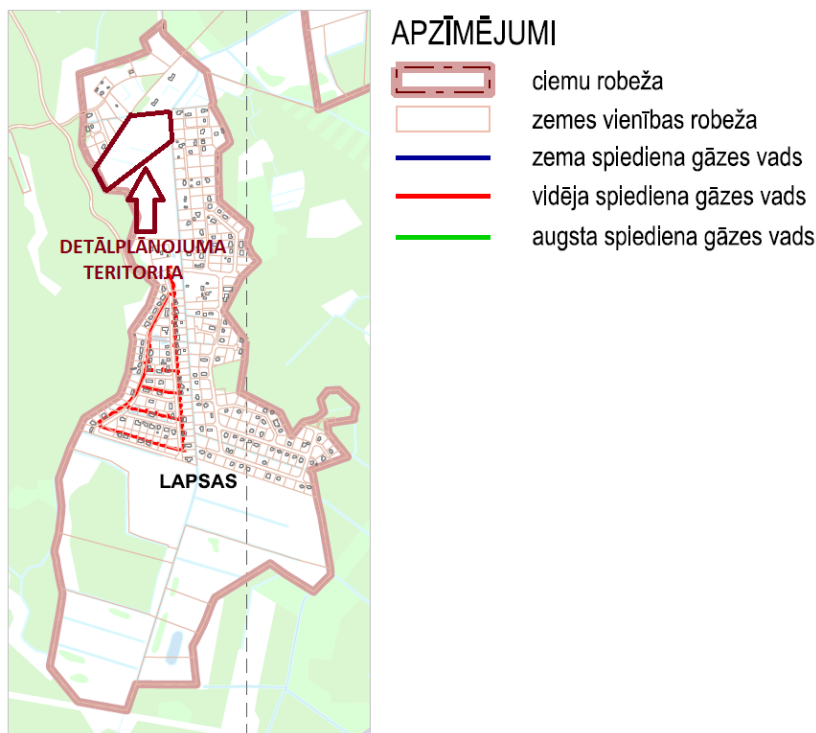 APZĪMĒJUMI
ciemu robeža
zemes vienības robeža
zema spiediena gāzes vads
vidēja spiediena gāzes vads
augsta spiediena gāzes vads
DETĀLPLĀNOJUMA
TERITORIJA
LAPSAS